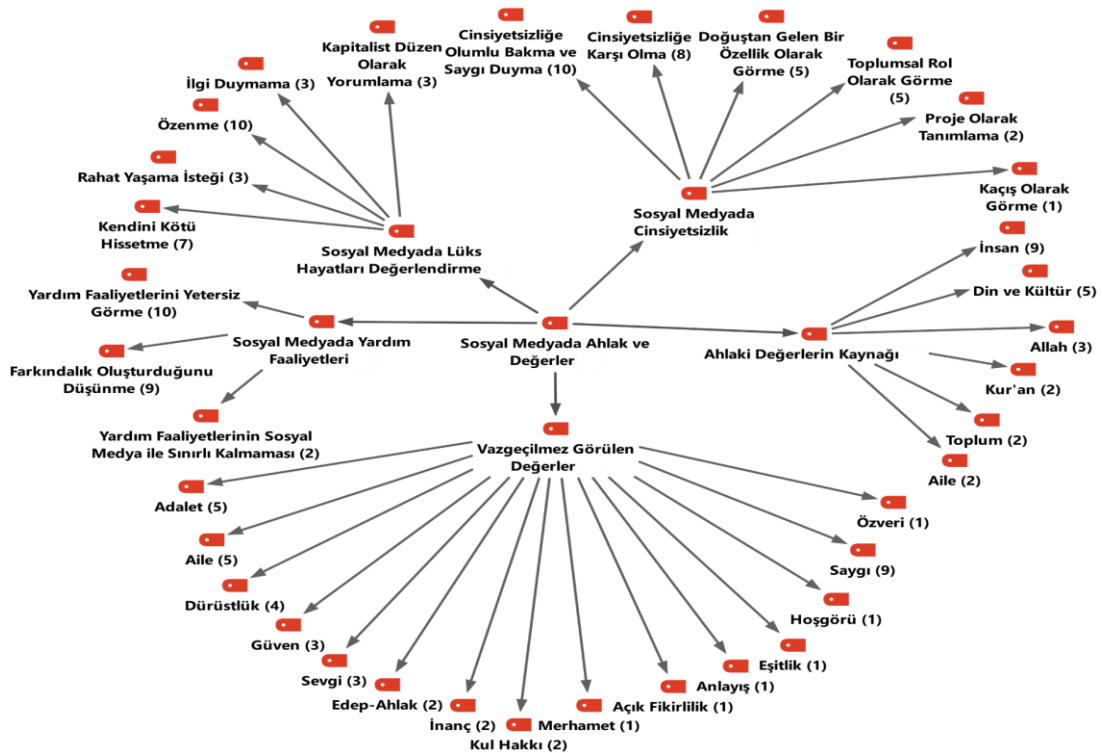 Cinsiyetsizliğe
Olumlu Bakma ve
Saygı Duyma (10)
Cinsiyetsizliğe
Karşı Olma (8)
Doğuştan Gelen Bir
Özellik Olarak
Görme (5)
Toplumsal Rol
Olarak Görme
(5)
Proje Olarak
Tanımlama (2)
Kaçış Olarak
Görme (1)
Kapitalist Düzen
Olarak
Yorumlama (3)
İlgi Duymama (3)
Özenme (10)
Rahat Yaşama İsteği (3)
Kendini Kötü
Hissetme (7)
Sosyal Medyada Lüks
Hayatları Değerlendirme
Sosyal Medyada
Cinsiyetsizlik
İnsan (9)
Din ve Kültür (5)
Allah (3)
Kur'an (2)
Toplum (2)
Aile (2)
Ahlaki Değerlerin Kaynağı
Sosyal Medyada Ahlak ve
Değerler
Sosyal Medyada Yardım
Faaliyetleri
Yardım Faaliyetlerini Yetersiz
Görme (10)
Farkındalık Oluşturduğunu
Düşünme (9)
Yardım Faaliyetlerinin Sosyal
Medya ile Sınırlı Kalmaması (2)
Vazgeçilmez Görülen
Değerler
Adalet (5)
Aile (5)
Dürüstlük (4)
Güven (3)
Sevgi (3)
Edep-Ahlak (2)
İnanç (2)
Kul Hakkı (2)
Merhamet (1)
Açık Fikirlilik (1)
Anlayış (1)
Eşitlik (1)
Hoşgörü (1)
Saygı (9)
Özveri (1)